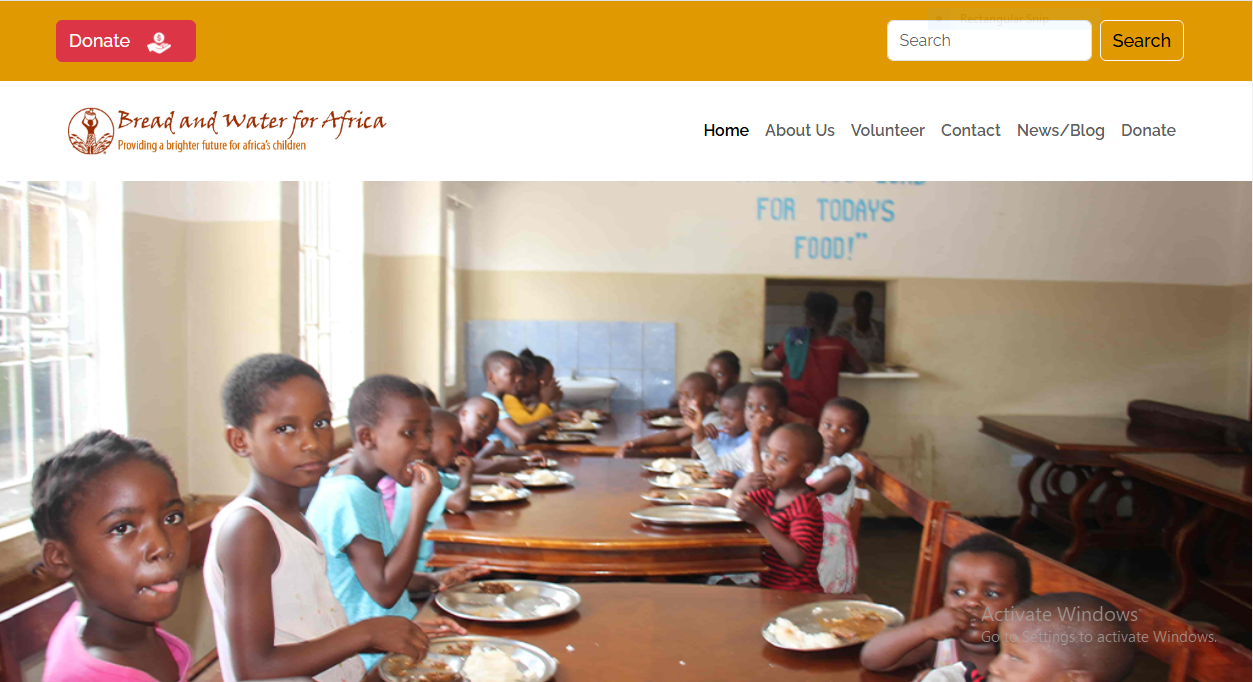 Donate
Search
Search
Rectangular Snip
Bread and Water for Africa
Providing a brighter future for africa's children
Home About Us Volunteer Contact News/Blog Donate
FOR TODAYS
FOOD!"
Activate Windows
Go to Settings to activate Windows.